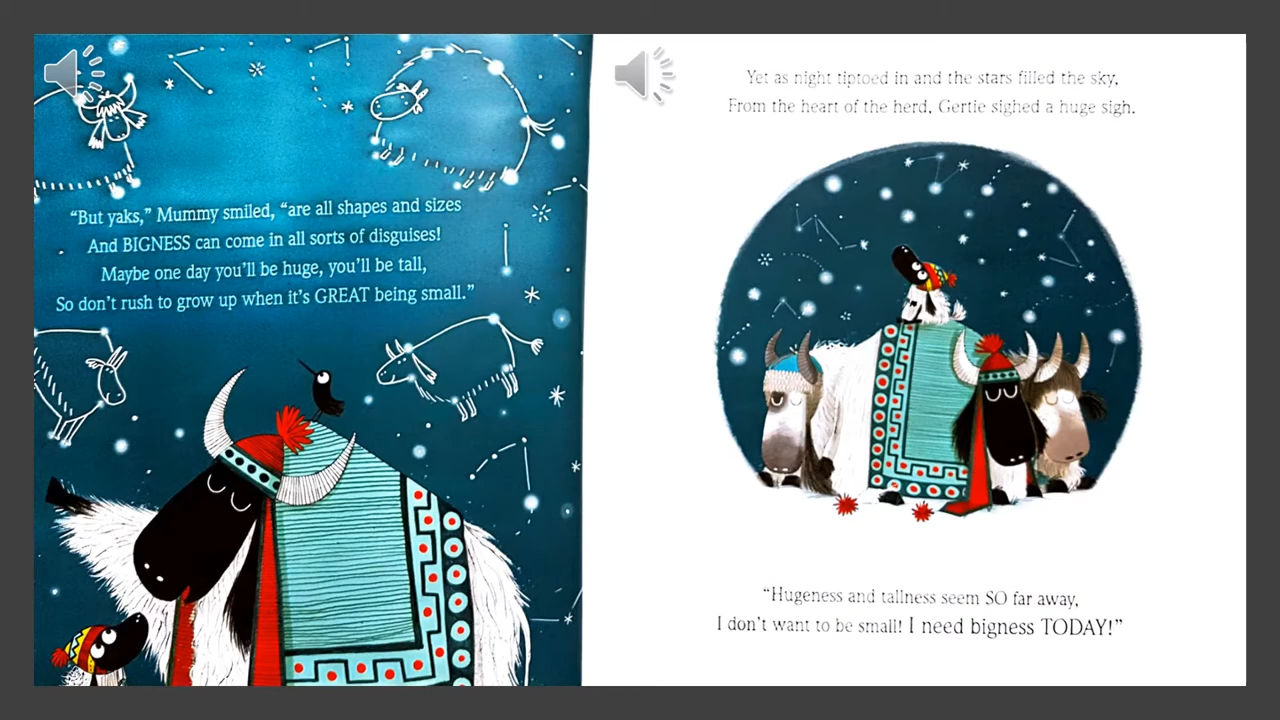 “But yaks,” Mummy smiled, “are all shapes and sizes
And BIGNESS can come in all sorts of disguises!
Maybe one day you’ll be huge, you’ll be tall,
So don’t rush to grow up when it’s GREAT being small.”
Yet as night tiptoed in and the stars filled the sky,
From the heart of the herd, Gertie sighed a huge sigh.
“Hugeness and tallness seem SO far away,
I don’t want to be small! I need bigness TODAY!”